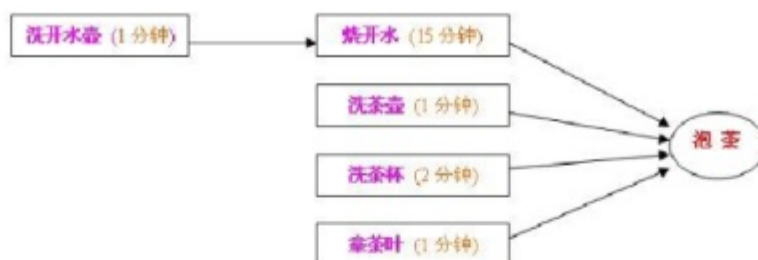 洗开水壶 (1 分钟)
烧开水 (15 分钟)
洗茶壶 (1 分钟)
洗茶杯 (2 分钟)
拿茶叶 (1 分钟)
泡 茶